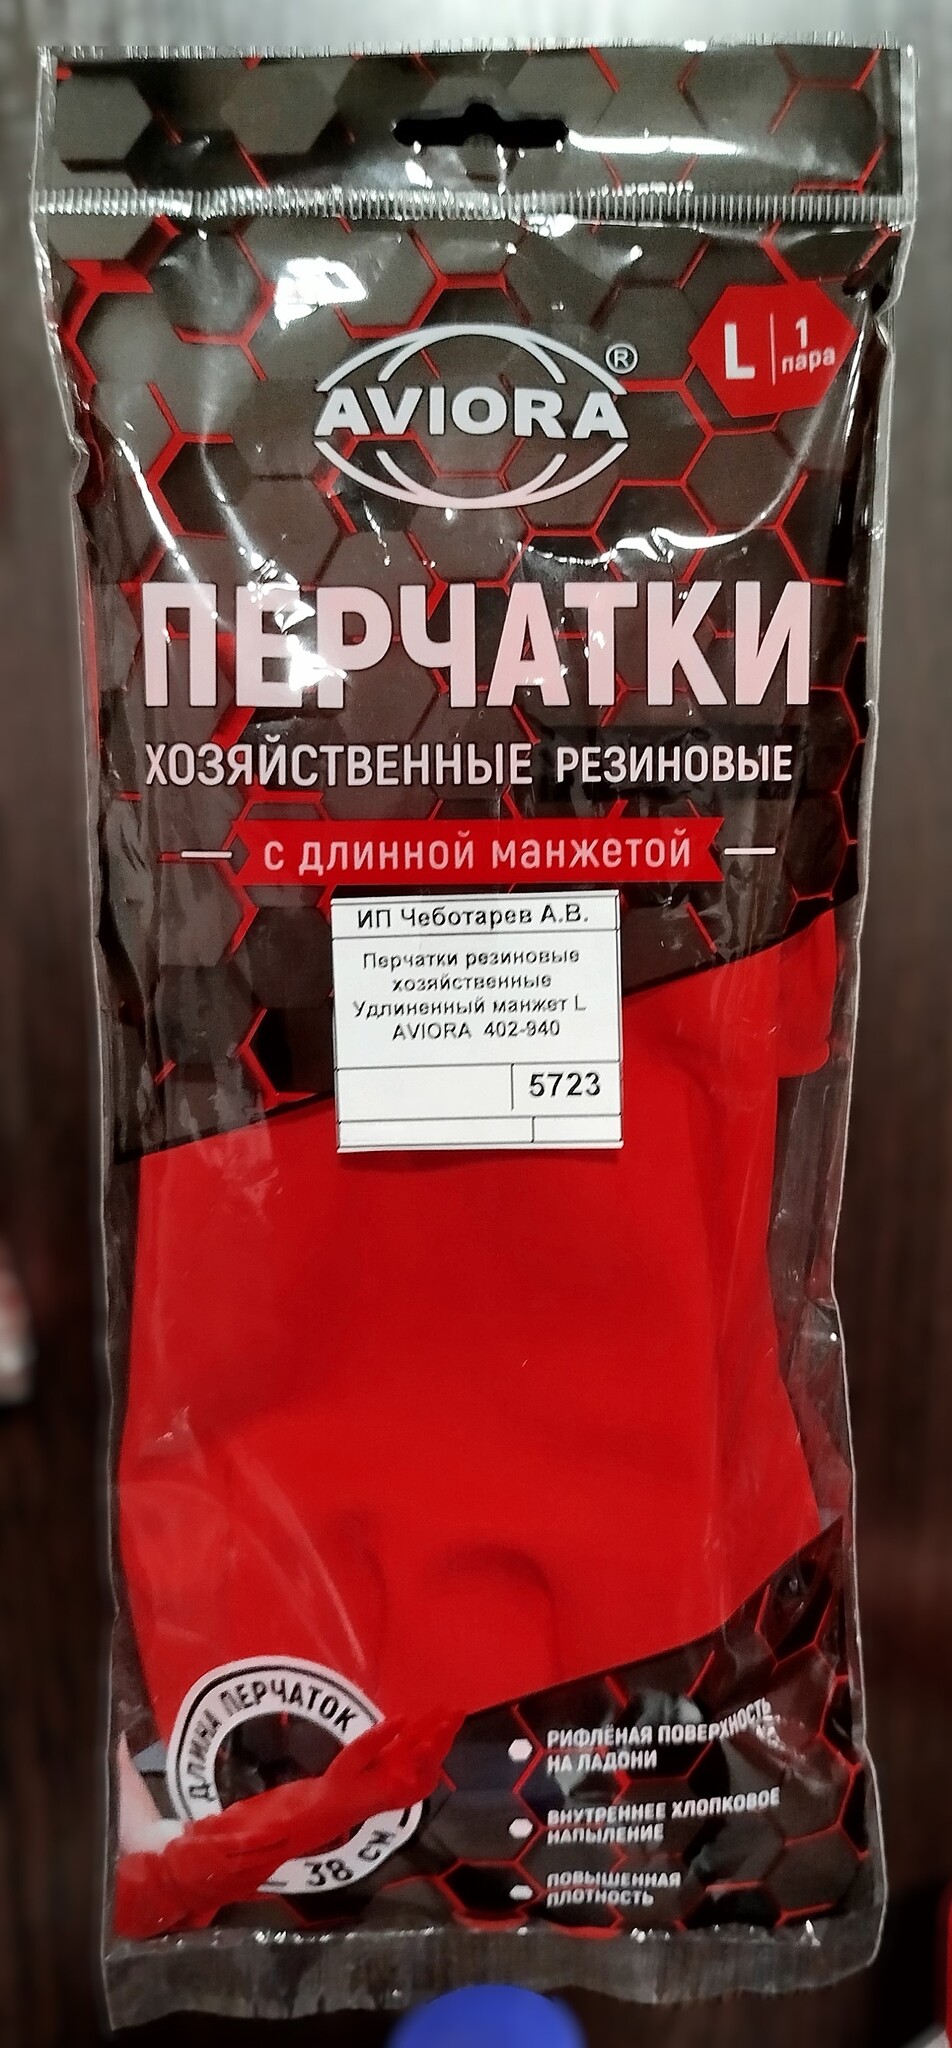 L
1
пара
AVIORA®
ПЕРЧАТКИ
ХОЗЯЙСТВЕННЫЕ РЕЗИНОВЫЕ
С ДЛИННОЙ МАНЖЕТОЙ
ИП Чеботарев А.В.
Перчатки резиновые
хозяйственные
Удлиненный манжет L
AVIORA 402-940
5723
ДЛИНА ПЕРЧАТОК
38 см
РИФЛЁНАЯ ПОВЕРХНОСТЬ
НА ЛАДОНИ
ВНУТРЕННЕЕ ХЛОПКОВОЕ
НАПЫЛЕНИЕ
ПОВЫШЕННАЯ
ПЛОТНОСТЬ